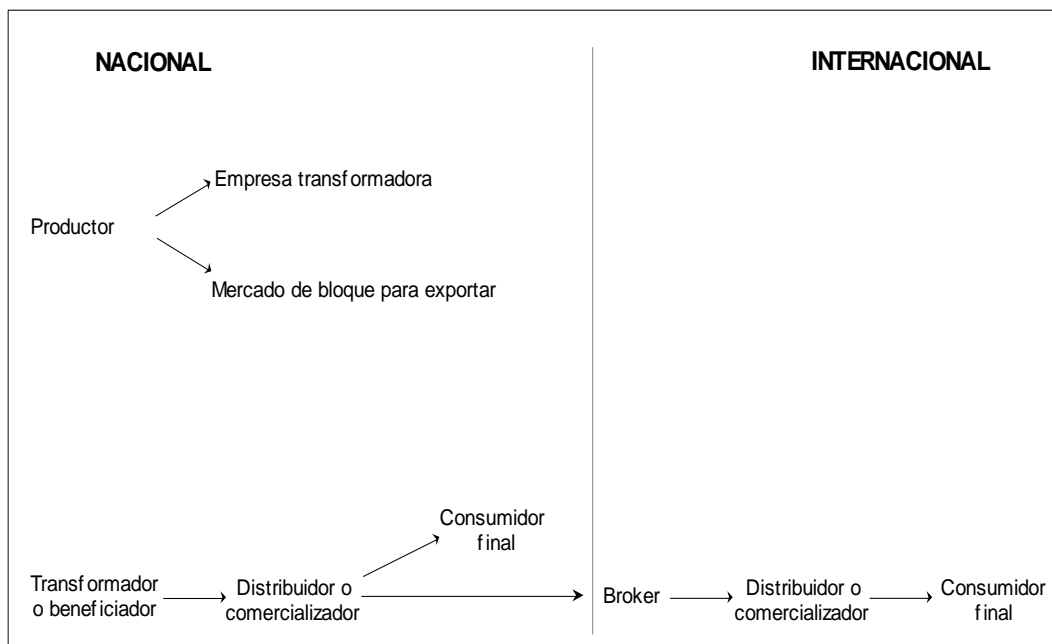 NACIONAL
INTERNACIONAL
Empresa transformadora
Productor
Mercado de bloque para exportar
Consumidor
final
Transformador
o beneficiador
Distribuidor o
comercializador
Broker
Distribuidor o
comercializador
Consumidor
final